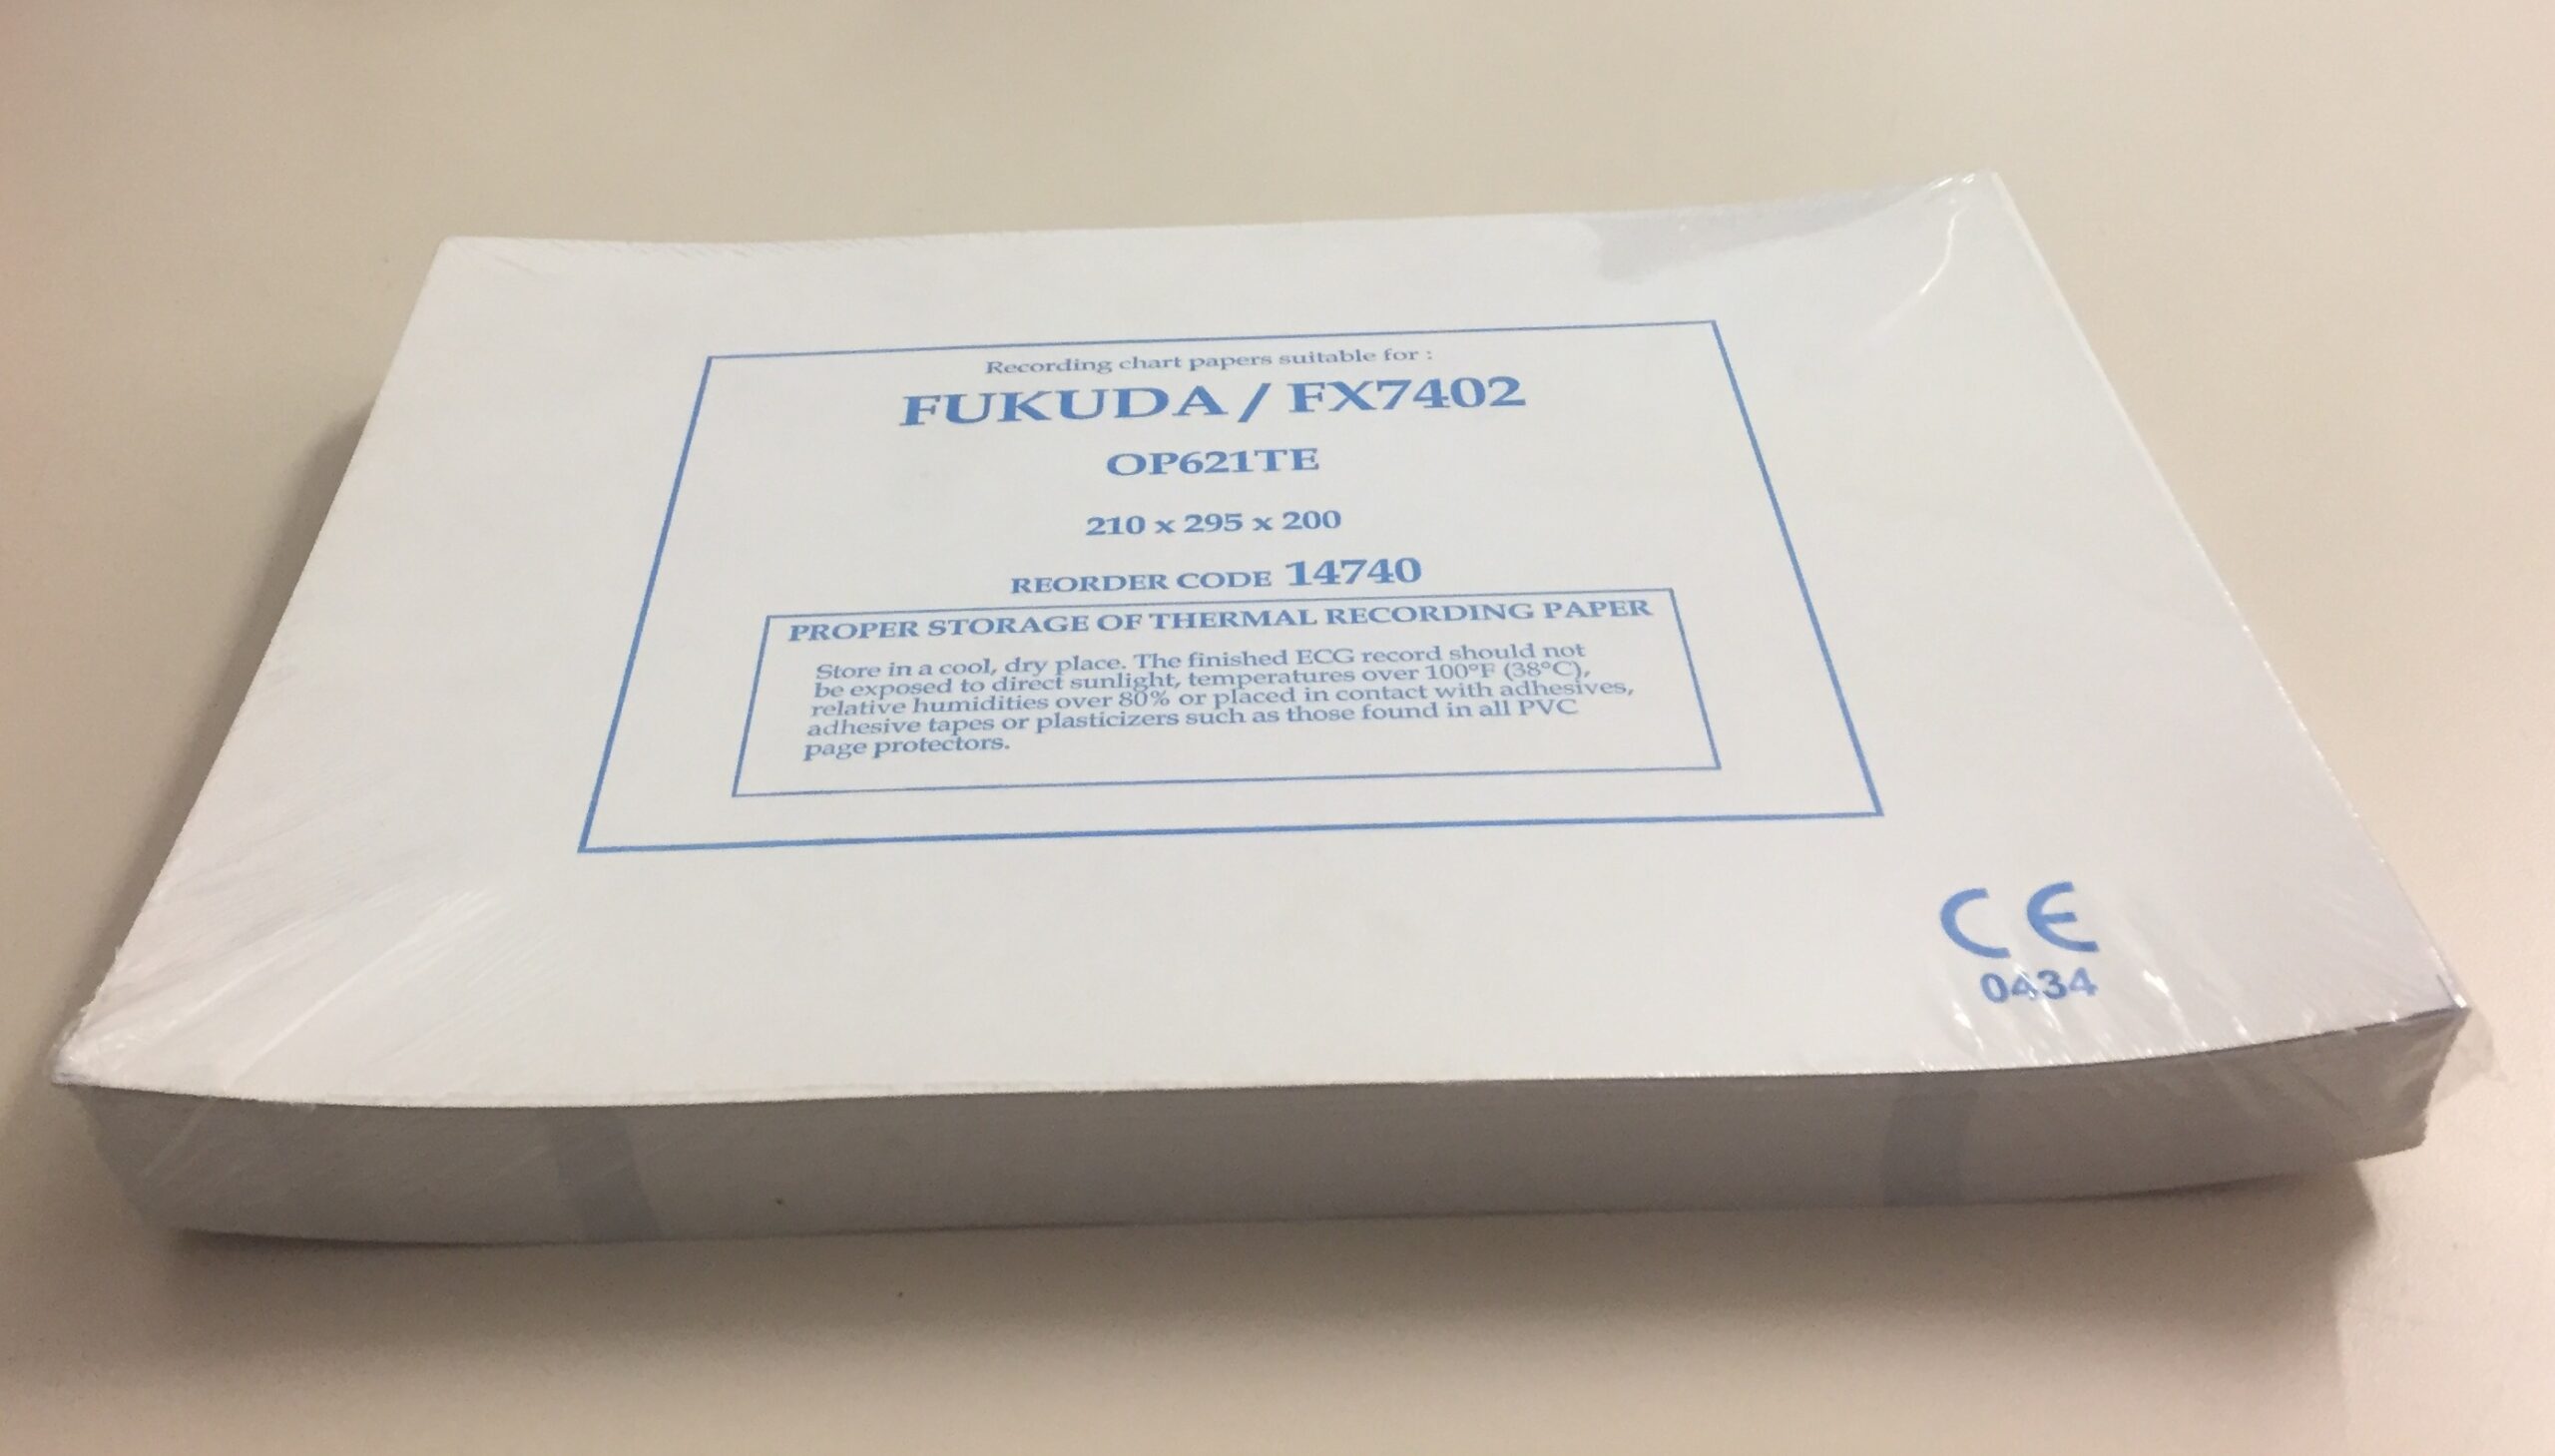 Recording chart papers suitable for :
FUKUDA / FX7402
OP621TE
210 x 295 x 200
REORDER CODE 14740
PROPER STORAGE OF THERMAL RECORDING PAPER
Store in a cool, dry place. The finished ECG record should not
be exposed to direct sunlight, temperatures over 100°F (38°C),
relative humidities over 80% or placed in contact with adhesives,
adhesive tapes or plasticizers such as those found in all PVC
page protectors.
CE
0434